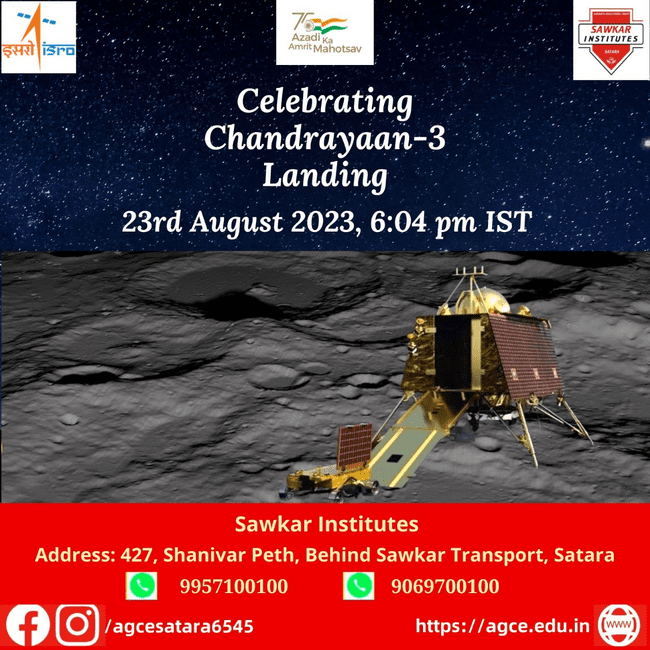 इसरो isro
75
Azadi Ka
Amrit Mahotsav
SAWKAR
INSTITUTES
SATARA
Celebrating
Chandrayaan-3
Landing
23rd August 2023, 6:04 pm IST
Sawkar Institutes
Address: 427, Shanivar Peth, Behind Sawkar Transport, Satara
9957100100 9069700100
/agcesatara6545 https://agce.edu.in WWW